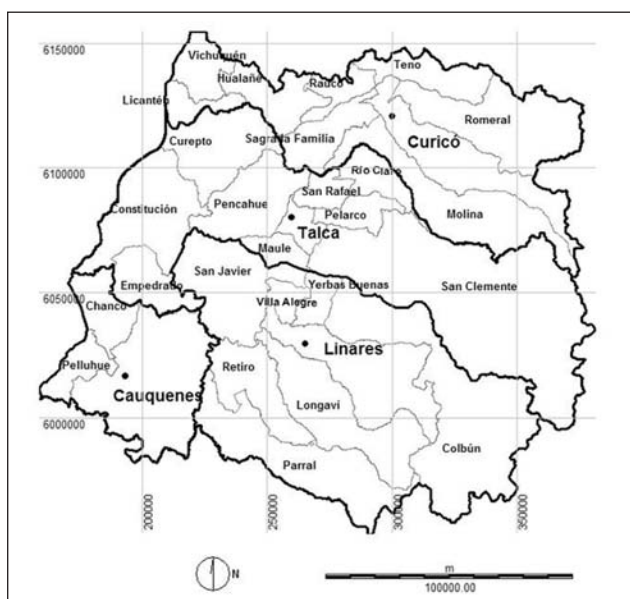 6150000
Vichuquén
Teno
Hualañé
Rauco
Licantén
Romeral
Curepto
Sagrada Familia
Curicó
6100000
Río Claro
San Rafael
Constitución
Pencahue
Pelarco
Molina
Talca
Maule
San Javier
Empedrado
Yerbas Buenas
San Clemente
6050000
Chanco
Villa Alegre
Linares
Pelluhue
Retiro
Cauquenes
Longaví
6000000
Colbún
Parral
200000
250000
300000
350000
N
m
100000.00